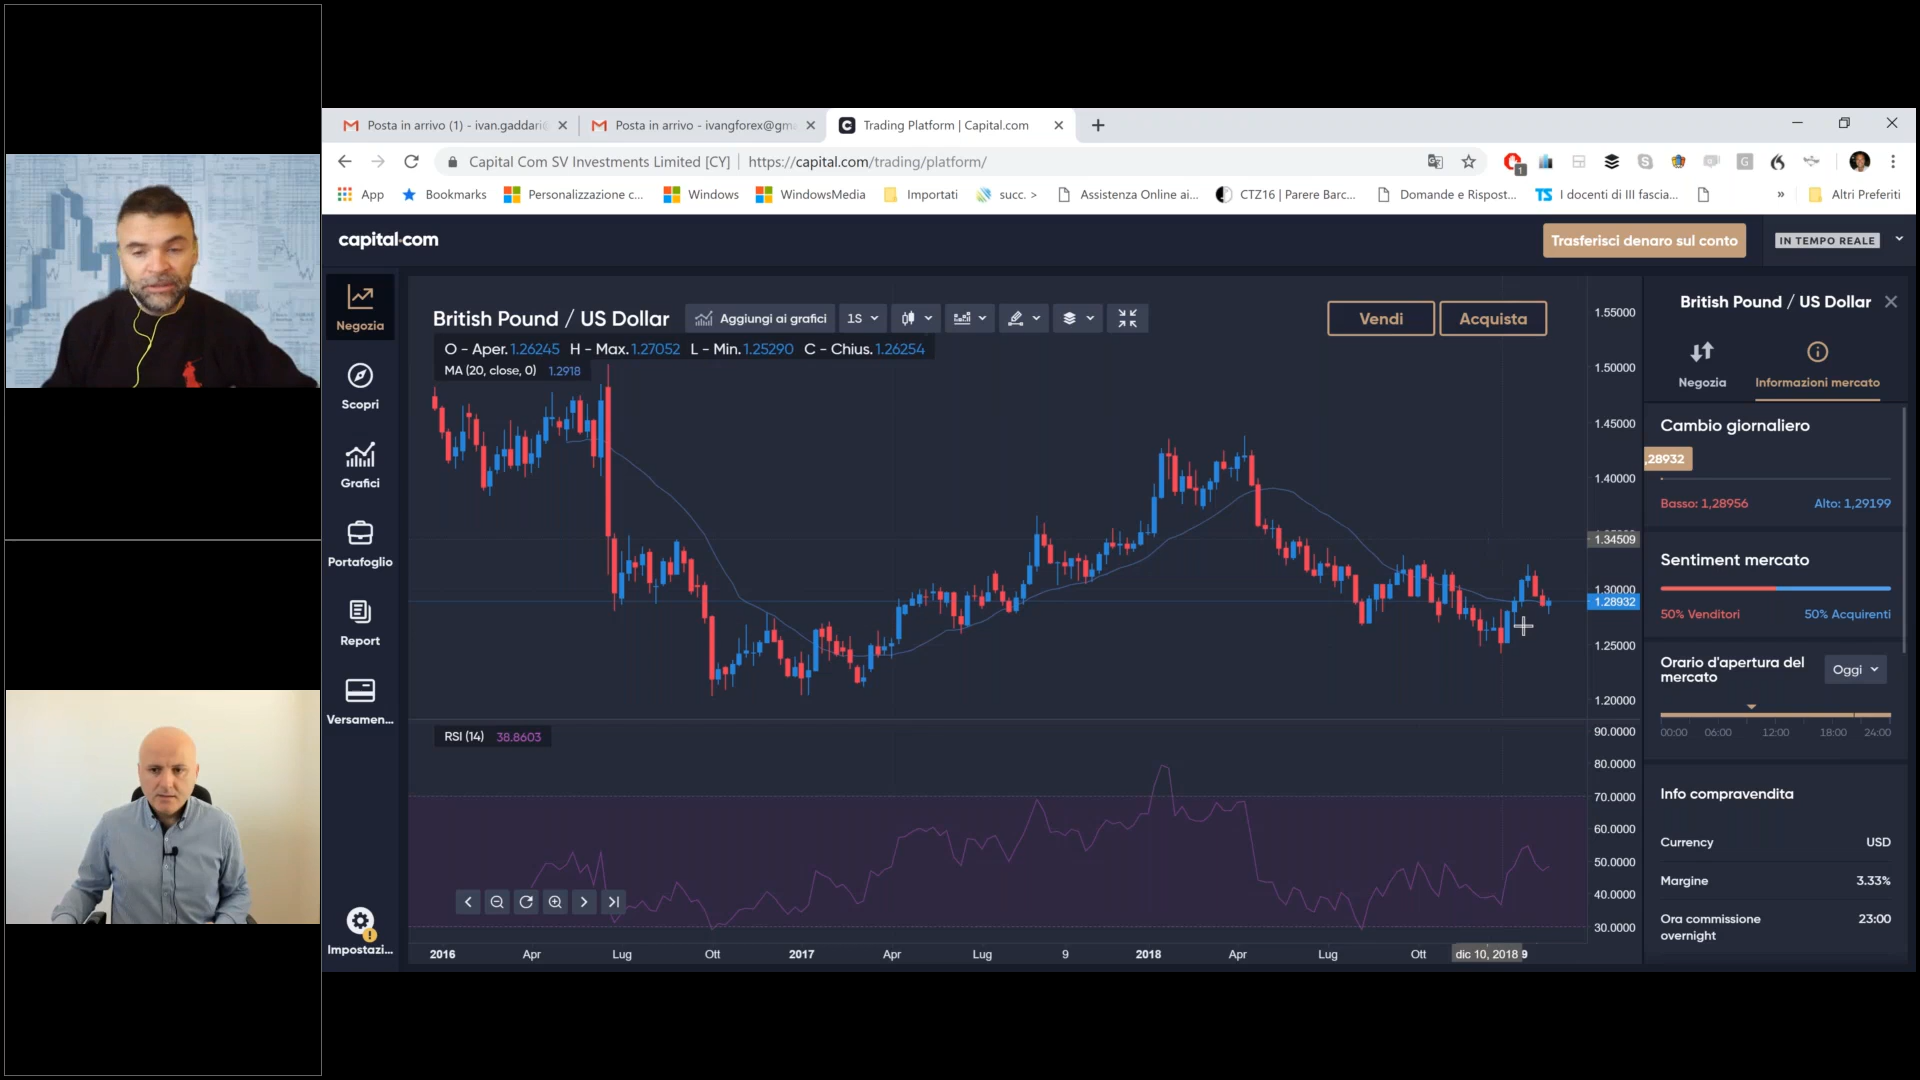 Posta in arrivo (1) - ivan.gaddari
Posta in arrivo - ivangforex@gm
Trading Platform | Capital.com
Capital Com SV Investments Limited [CY] | https://capital.com/trading/platform/
1
App
Bookmarks
Personalizzazione c...
Windows
WindowsMedia
Importati
succ. >
Assistenza Online ai...
CTZ16 | Parere Barc...
Domande e Rispost...
TS I docenti di III fascia...
»
Altri Preferiti
capital.com
Trasferisci denaro sul conto
IN TEMPO REALE
Negozia
Scopri
Grafici
Portafoglio
Report
Versamen...
Impostazi...
British Pound / US Dollar
Aggiungi ai grafici
1S
Vendi
Acquista
O - Aper.1.26245 H - Max.1.27052 L - Min.1.25290 C - Chius.1.26254
MA (20, close, 0) 1.2918
1.55000
1.50000
1.45000
1.40000
1.34509
1.30000
1.28932
1.25000
1.20000
RSI (14) 38.8603
90.0000
80.0000
70.0000
60.0000
50.0000
40.0000
30.0000
2016 Apr Lug Ott 2017 Apr Lug 9 2018 Apr Lug Ott dic 10, 2018 9
British Pound / US Dollar
Negozia
Informazioni mercato
Cambio giornaliero
,28932
Basso: 1,28956 Alto: 1,29199
Sentiment mercato
50% Venditori 50% Acquirenti
Orario d'apertura del
mercato
Oggi
00:00 06:00 12:00 18:00 24:00
Info compravendita
Currency USD
Margine 3.33%
Ora commissione
overnight
23:00